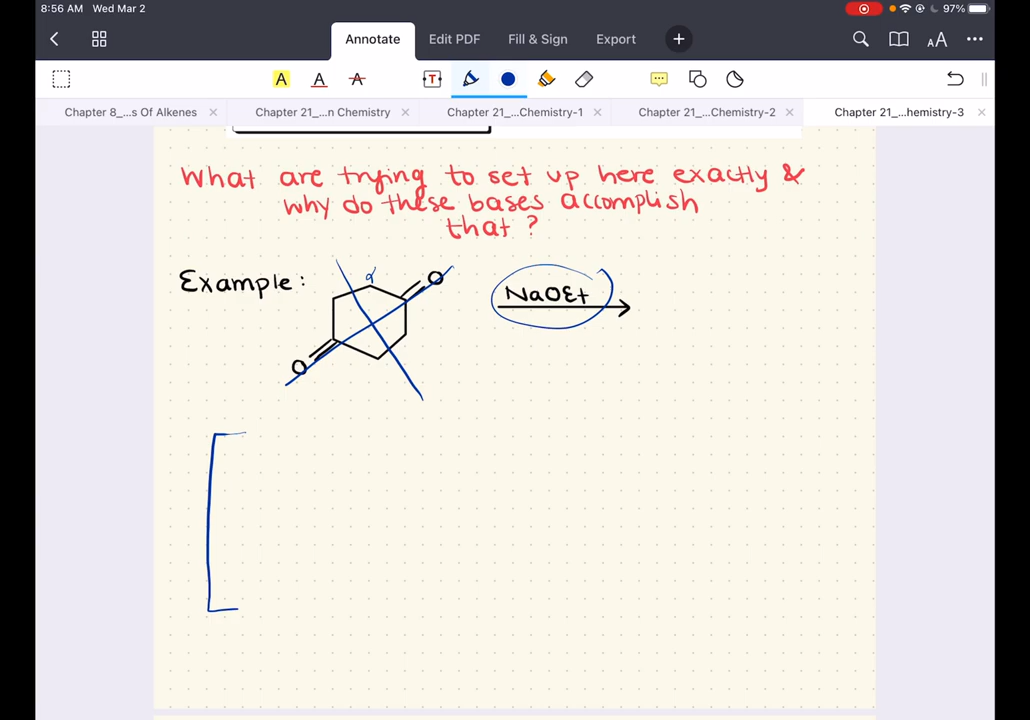 8:56 AM Wed Mar 2
97%
Annotate
Edit PDF
Fill & Sign
Export
AA
A
A
A
T
Chapter 8_...s Of Alkenes
Chapter 21_...n Chemistry
Chapter 21_...Chemistry-1
Chapter 21_...Chemistry-2
Chapter 21_...hemistry-3
What are trying to set up here exactly &
why do these bases accomplish
that ?
Example:
α
O
NaOEt
O